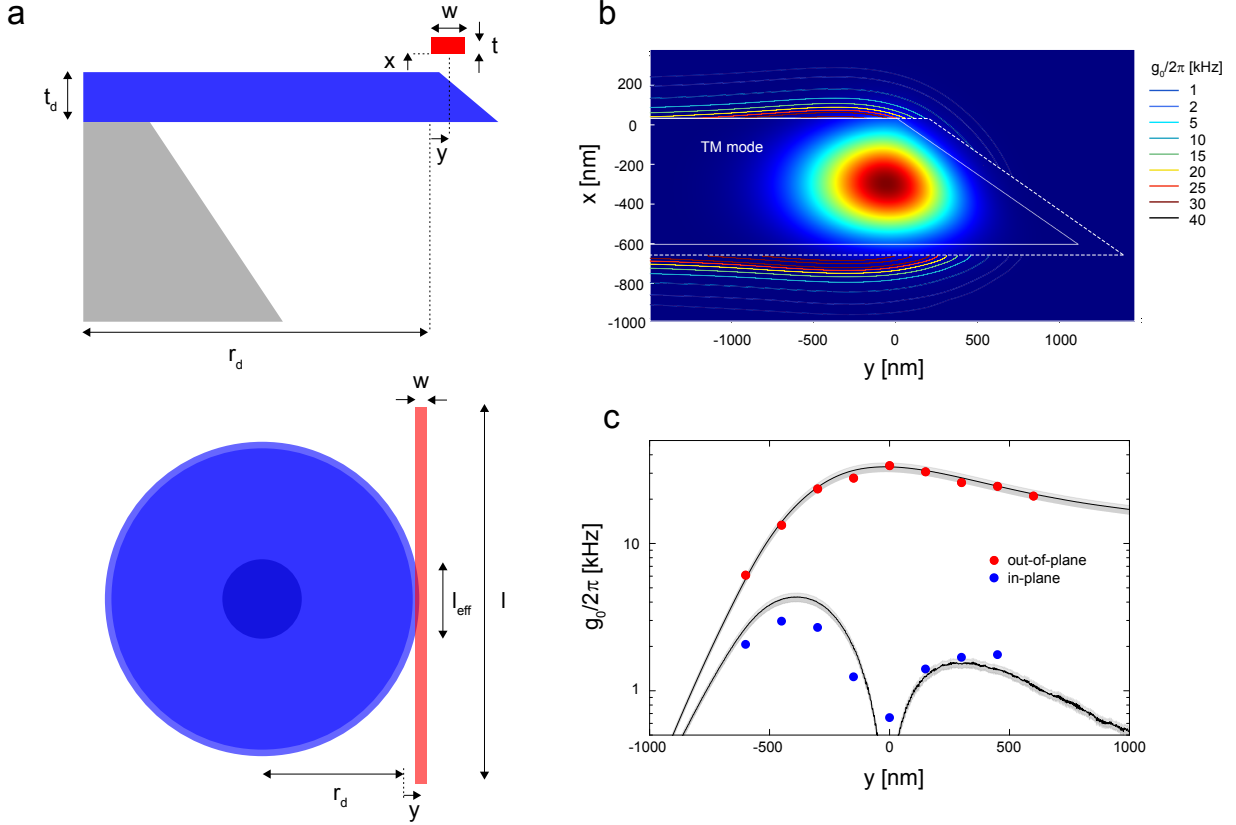 a
w
t
x
t_d
y
r_d
w
l_eff
l
r_d
y
b
g_0/2π [kHz]
1
2
5
10
15
20
25
30
40
TM mode
200
0
-200
-400
-600
-800
-1000
x [nm]
-1000
-500
0
500
1000
y [nm]
c
g_0/2π [kHz]
10
1
out-of-plane
in-plane
-1000
-500
0
500
1000
y [nm]